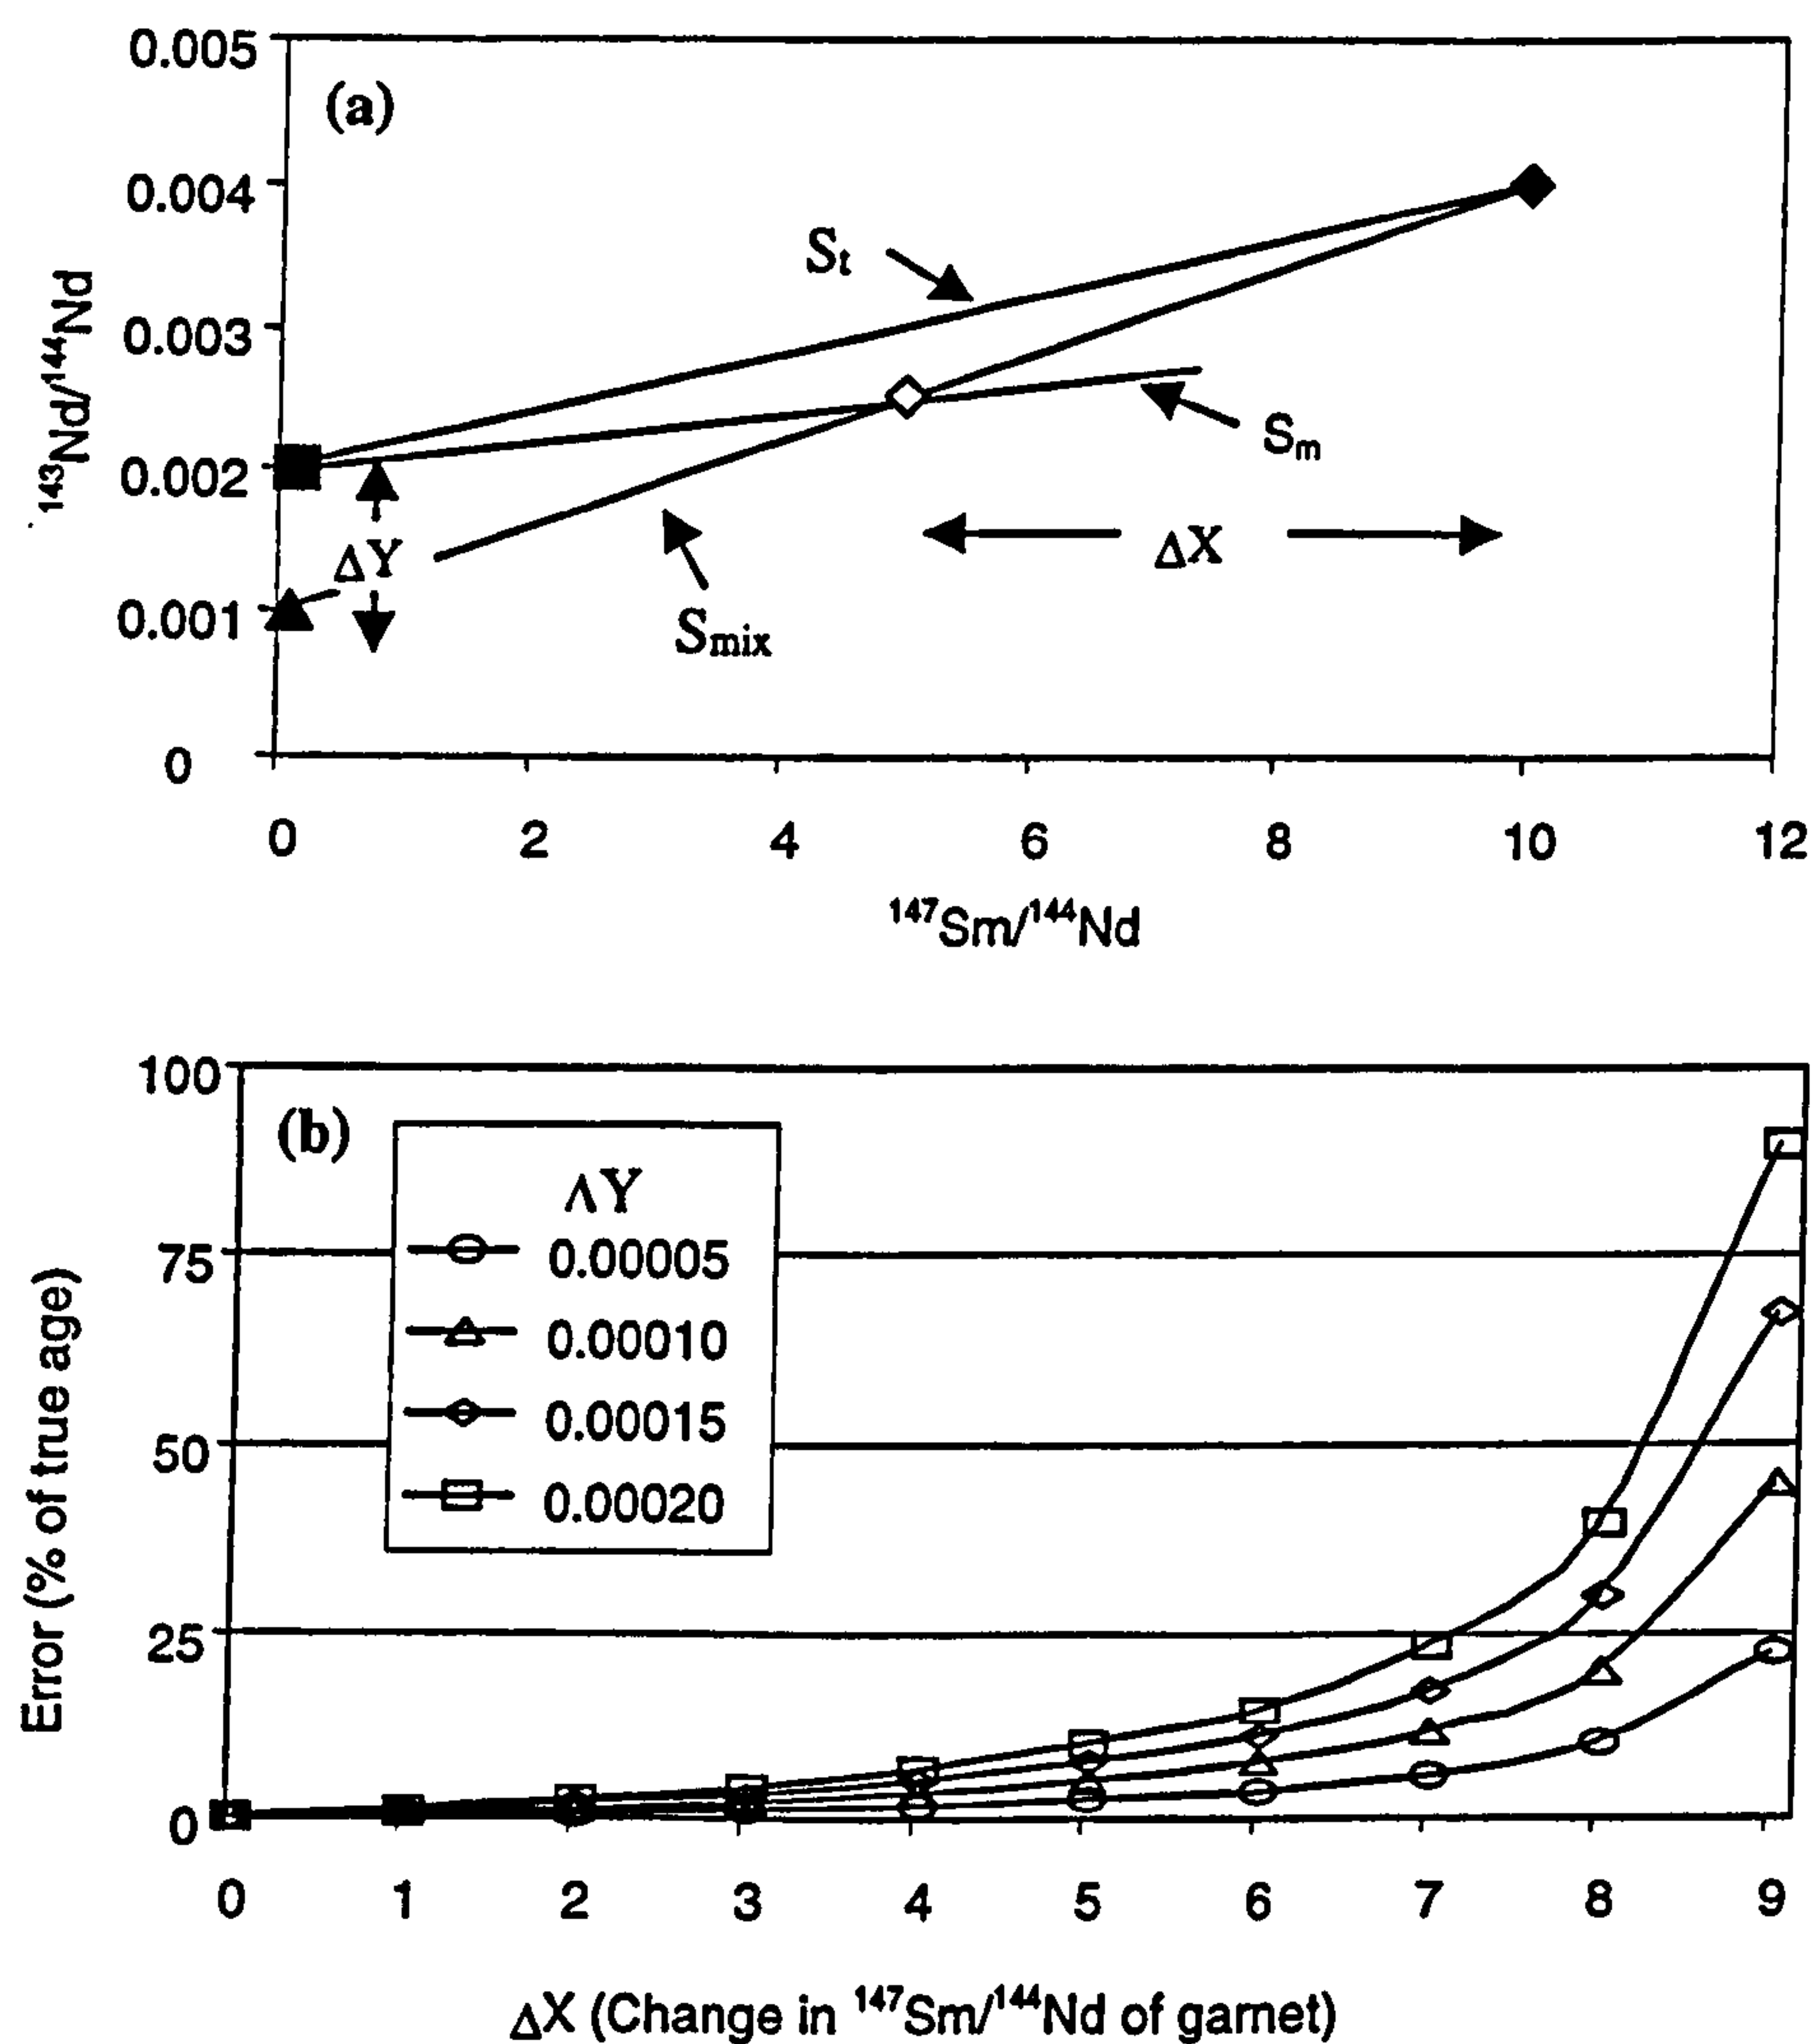 0.005
(a)
0.004
Sₜ
0.003
¹⁴³Nd/¹⁴⁴Nd
Sₘ
0.002
ΔY
ΔX
0.001
Sₘᵢₓ
0
0 2 4 6 8 10 12
¹⁴⁷Sm/¹⁴⁴Nd
100
(b)
ΛY
75
0.00005
0.00010
Error (% of true age)
50
0.00015
0.00020
25
0
0 1 2 3 4 5 6 7 8 9
ΔX (Change in ¹⁴⁷Sm/¹⁴⁴Nd of garnet)